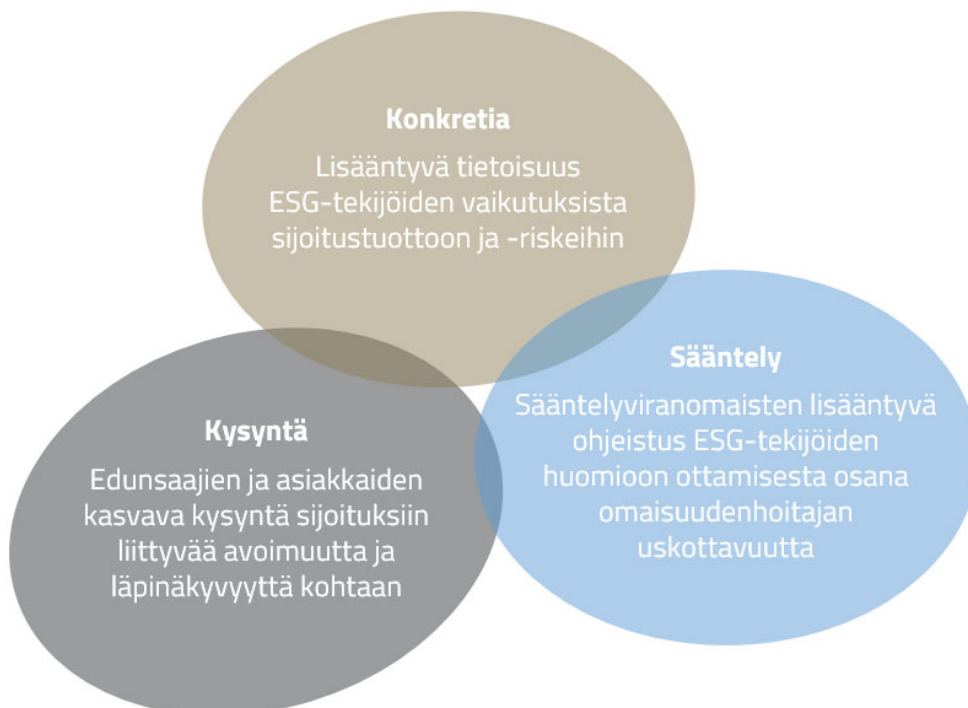 Konkretia
Lisääntyvä tietoisuus
ESG-tekijöiden vaikutuksista
sijoitustuottoon ja -riskeihin
Sääntely
Sääntelyviranomaisten lisääntyvä
ohjeistus ESG-tekijöiden
huomioon ottamisesta osana
omaisuudenhoitajan
uskottavuutta
Kysyntä
Edunsaajien ja asiakkaiden
kasvava kysyntä sijoituksiin
liittyvää avoimuutta ja
läpinäkyvyyttä kohtaan